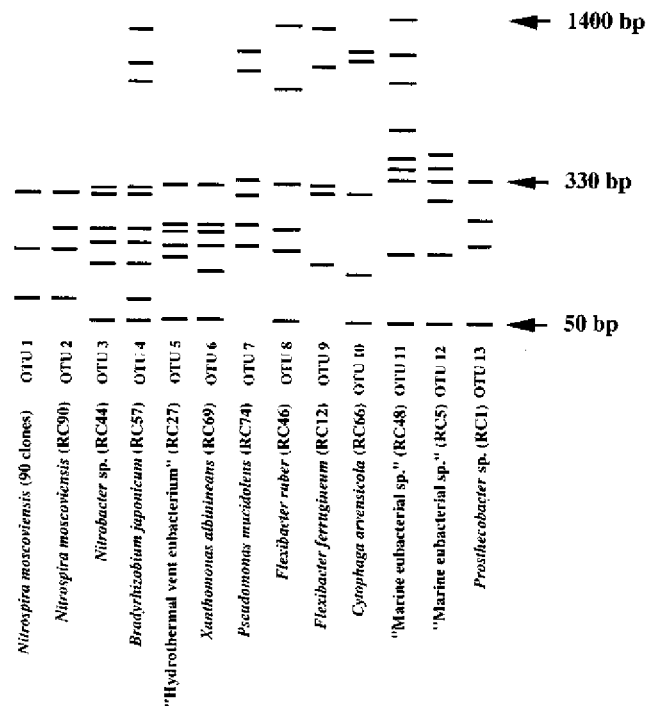 1400 bp
330 bp
50 bp
Nitrospira moscoviensis (90 clones) OTU 1
Nitrospira moscoviensis (RC90) OTU 2
Nitrobacter sp. (RC44) OTU 3
Bradyrhizobium japonicum (RC57) OTU 4
"Hydrothermal vent eubacterium" (RC27) OTU 5
Xanthomonas albinineans (RC69) OTU 6
Pseudomonas mucidolens (RC74) OTU 7
Flexibacter ruber (RC46) OTU 8
Flexibacter ferrugineum (RC12) OTU 9
Cytophaga arvensicola (RC66) OTU 10
"Marine eubacterial sp." (RC48) OTU 11
"Marine eubacterial sp." (RC5) OTU 12
Prosthecobacter sp. (RC1) OTU 13